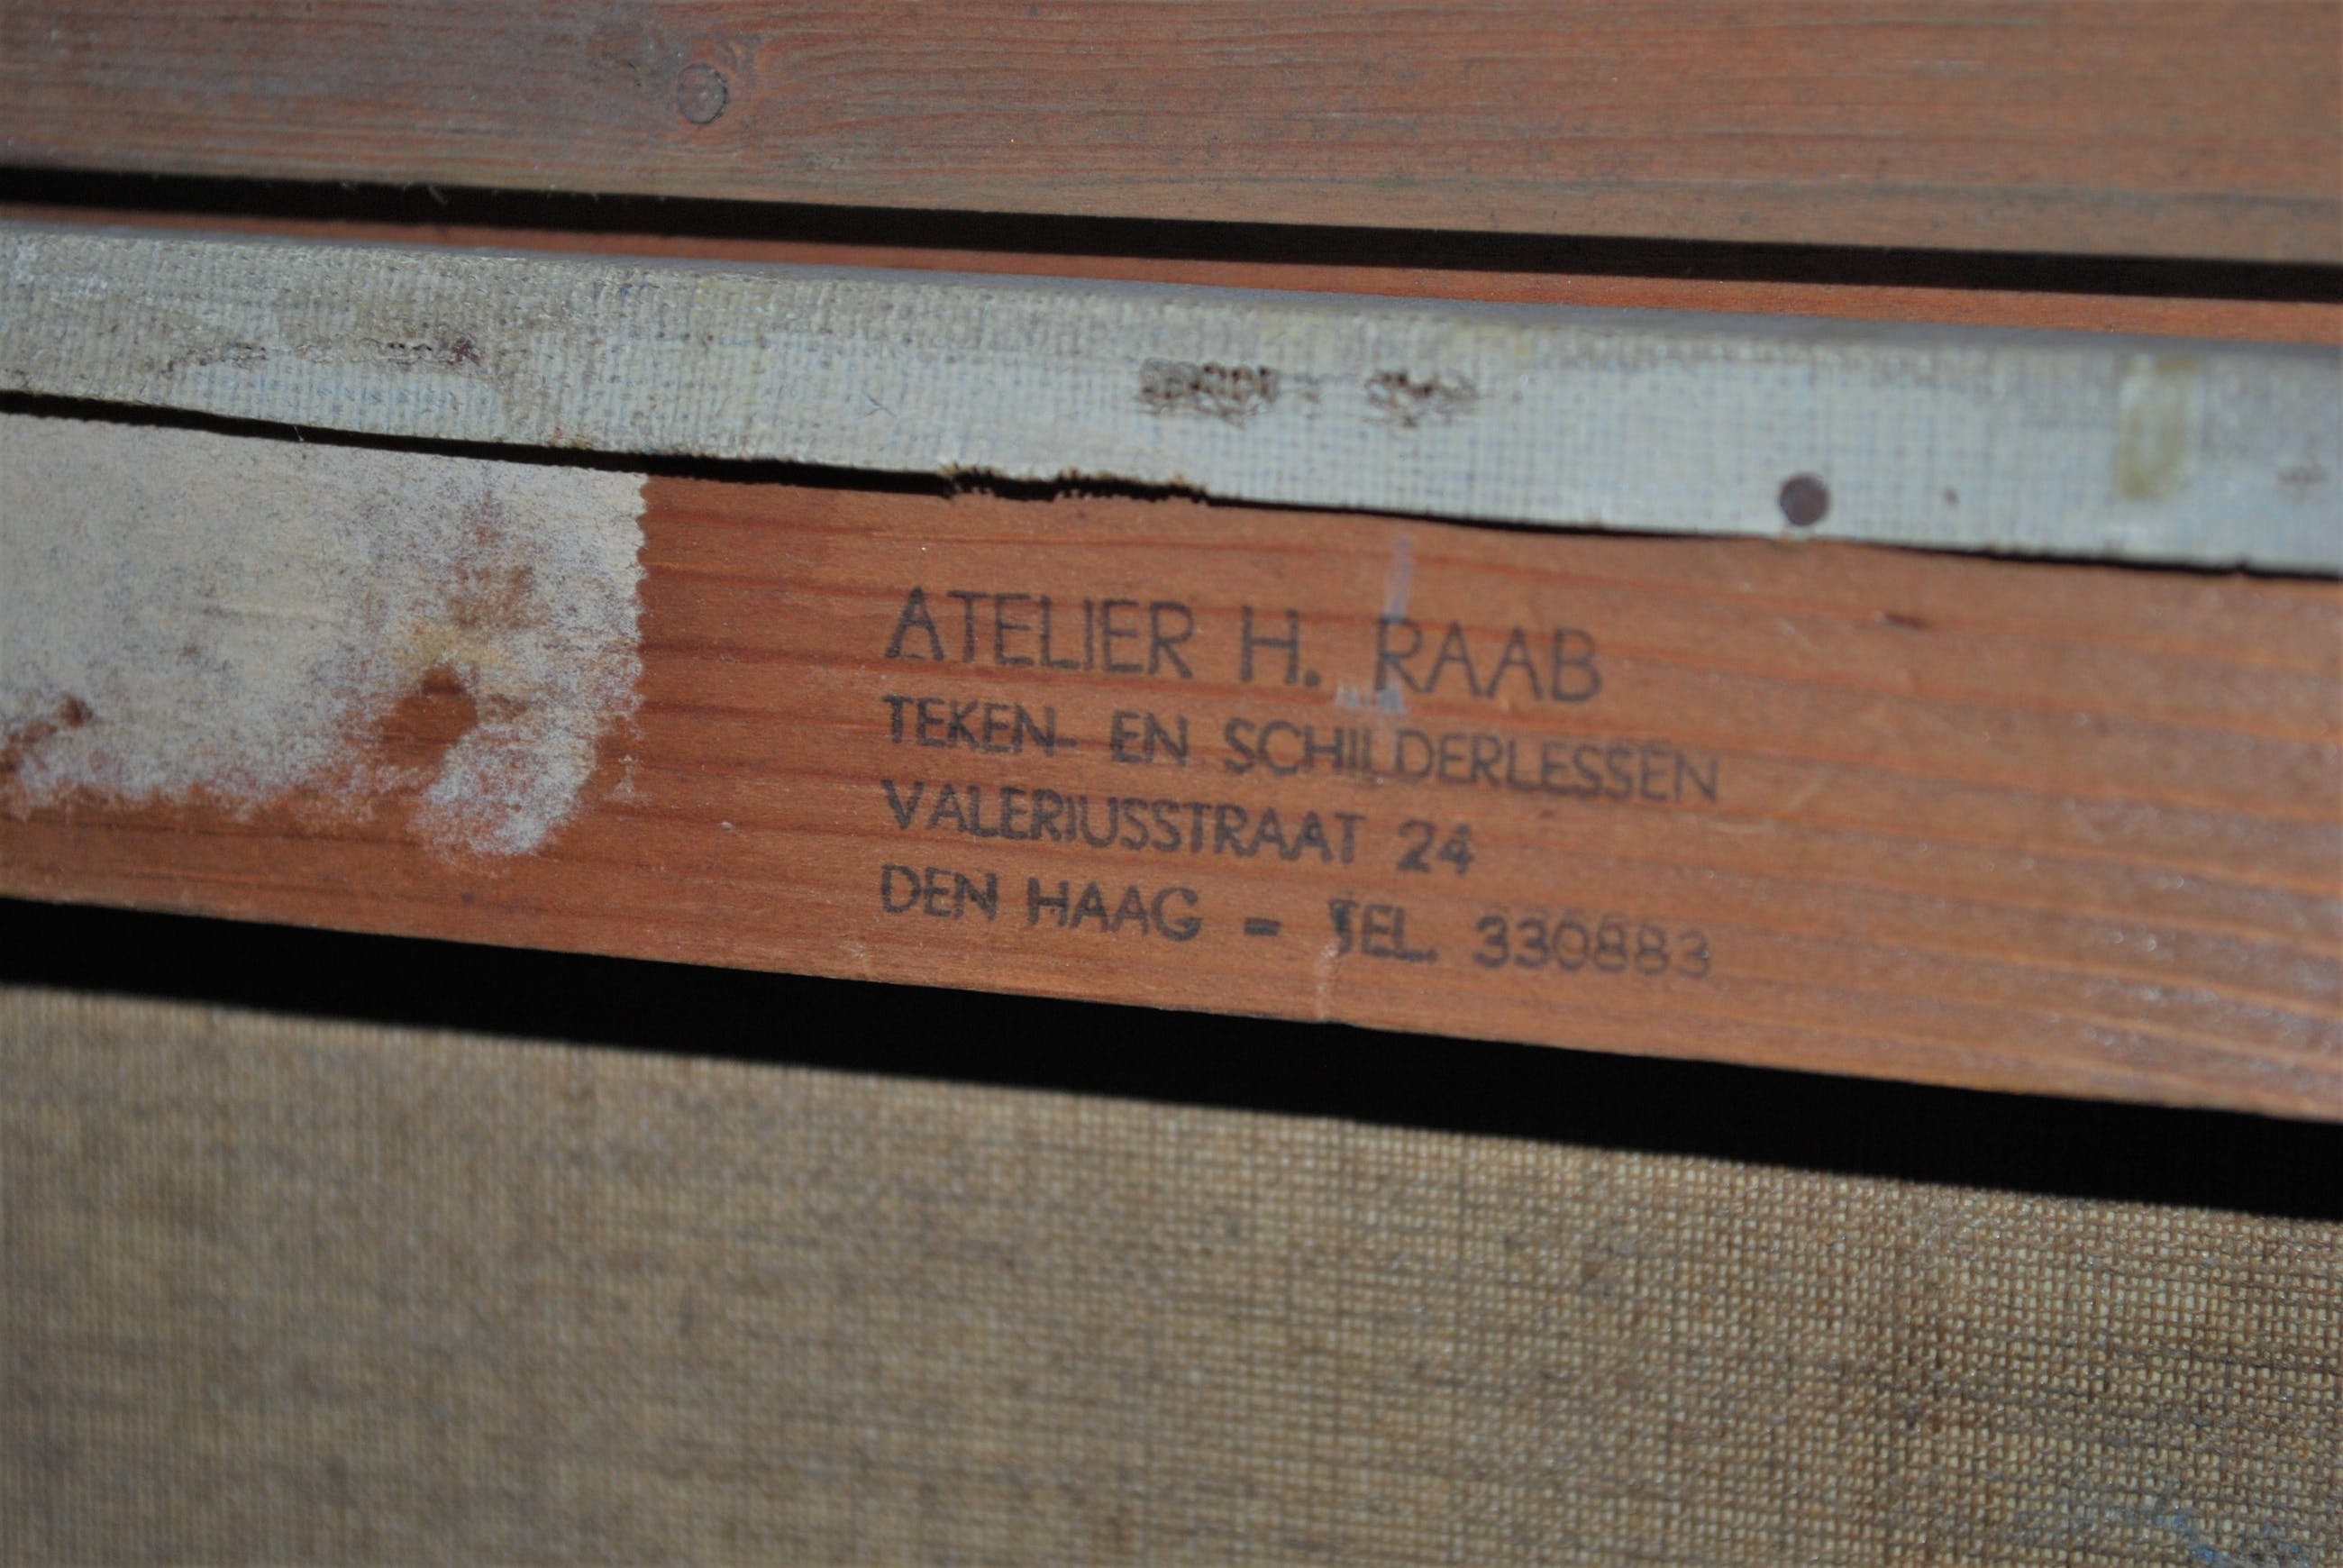 ATELIER H. RAAB
TEKEN- EN SCHILDERLESSEN
VALERIUSSTRAAT 24
DEN HAAG - TEL. 330883